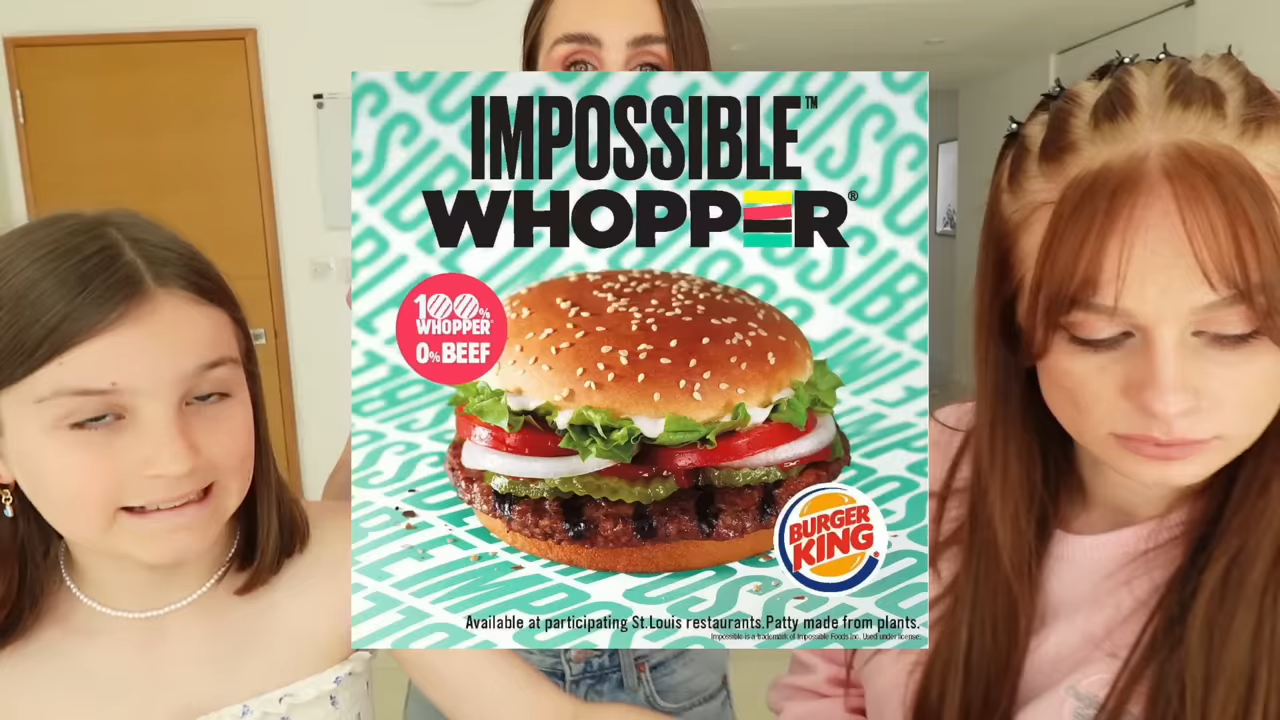 IMPOSSIBLE™
WHOPPER®
100%
WHOPPER®
0% BEEF
BURGER
KING®
Available at participating St.Louis restaurants.Patty made from plants.
Impossible is a trademark of Impossible Foods Inc. Used under license.